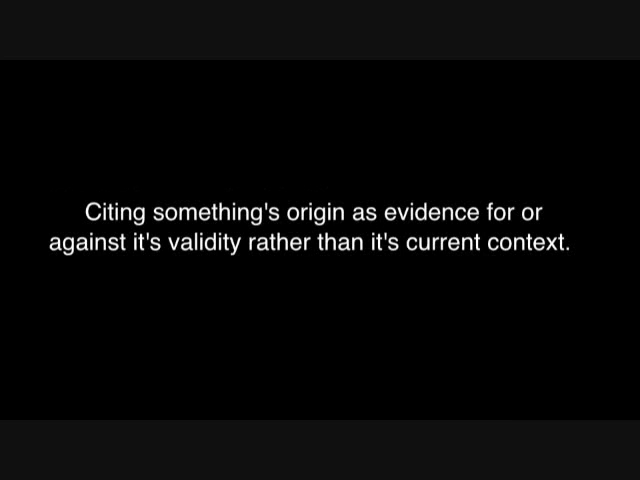 Citing something's origin as evidence for or
against it's validity rather than it's current context.